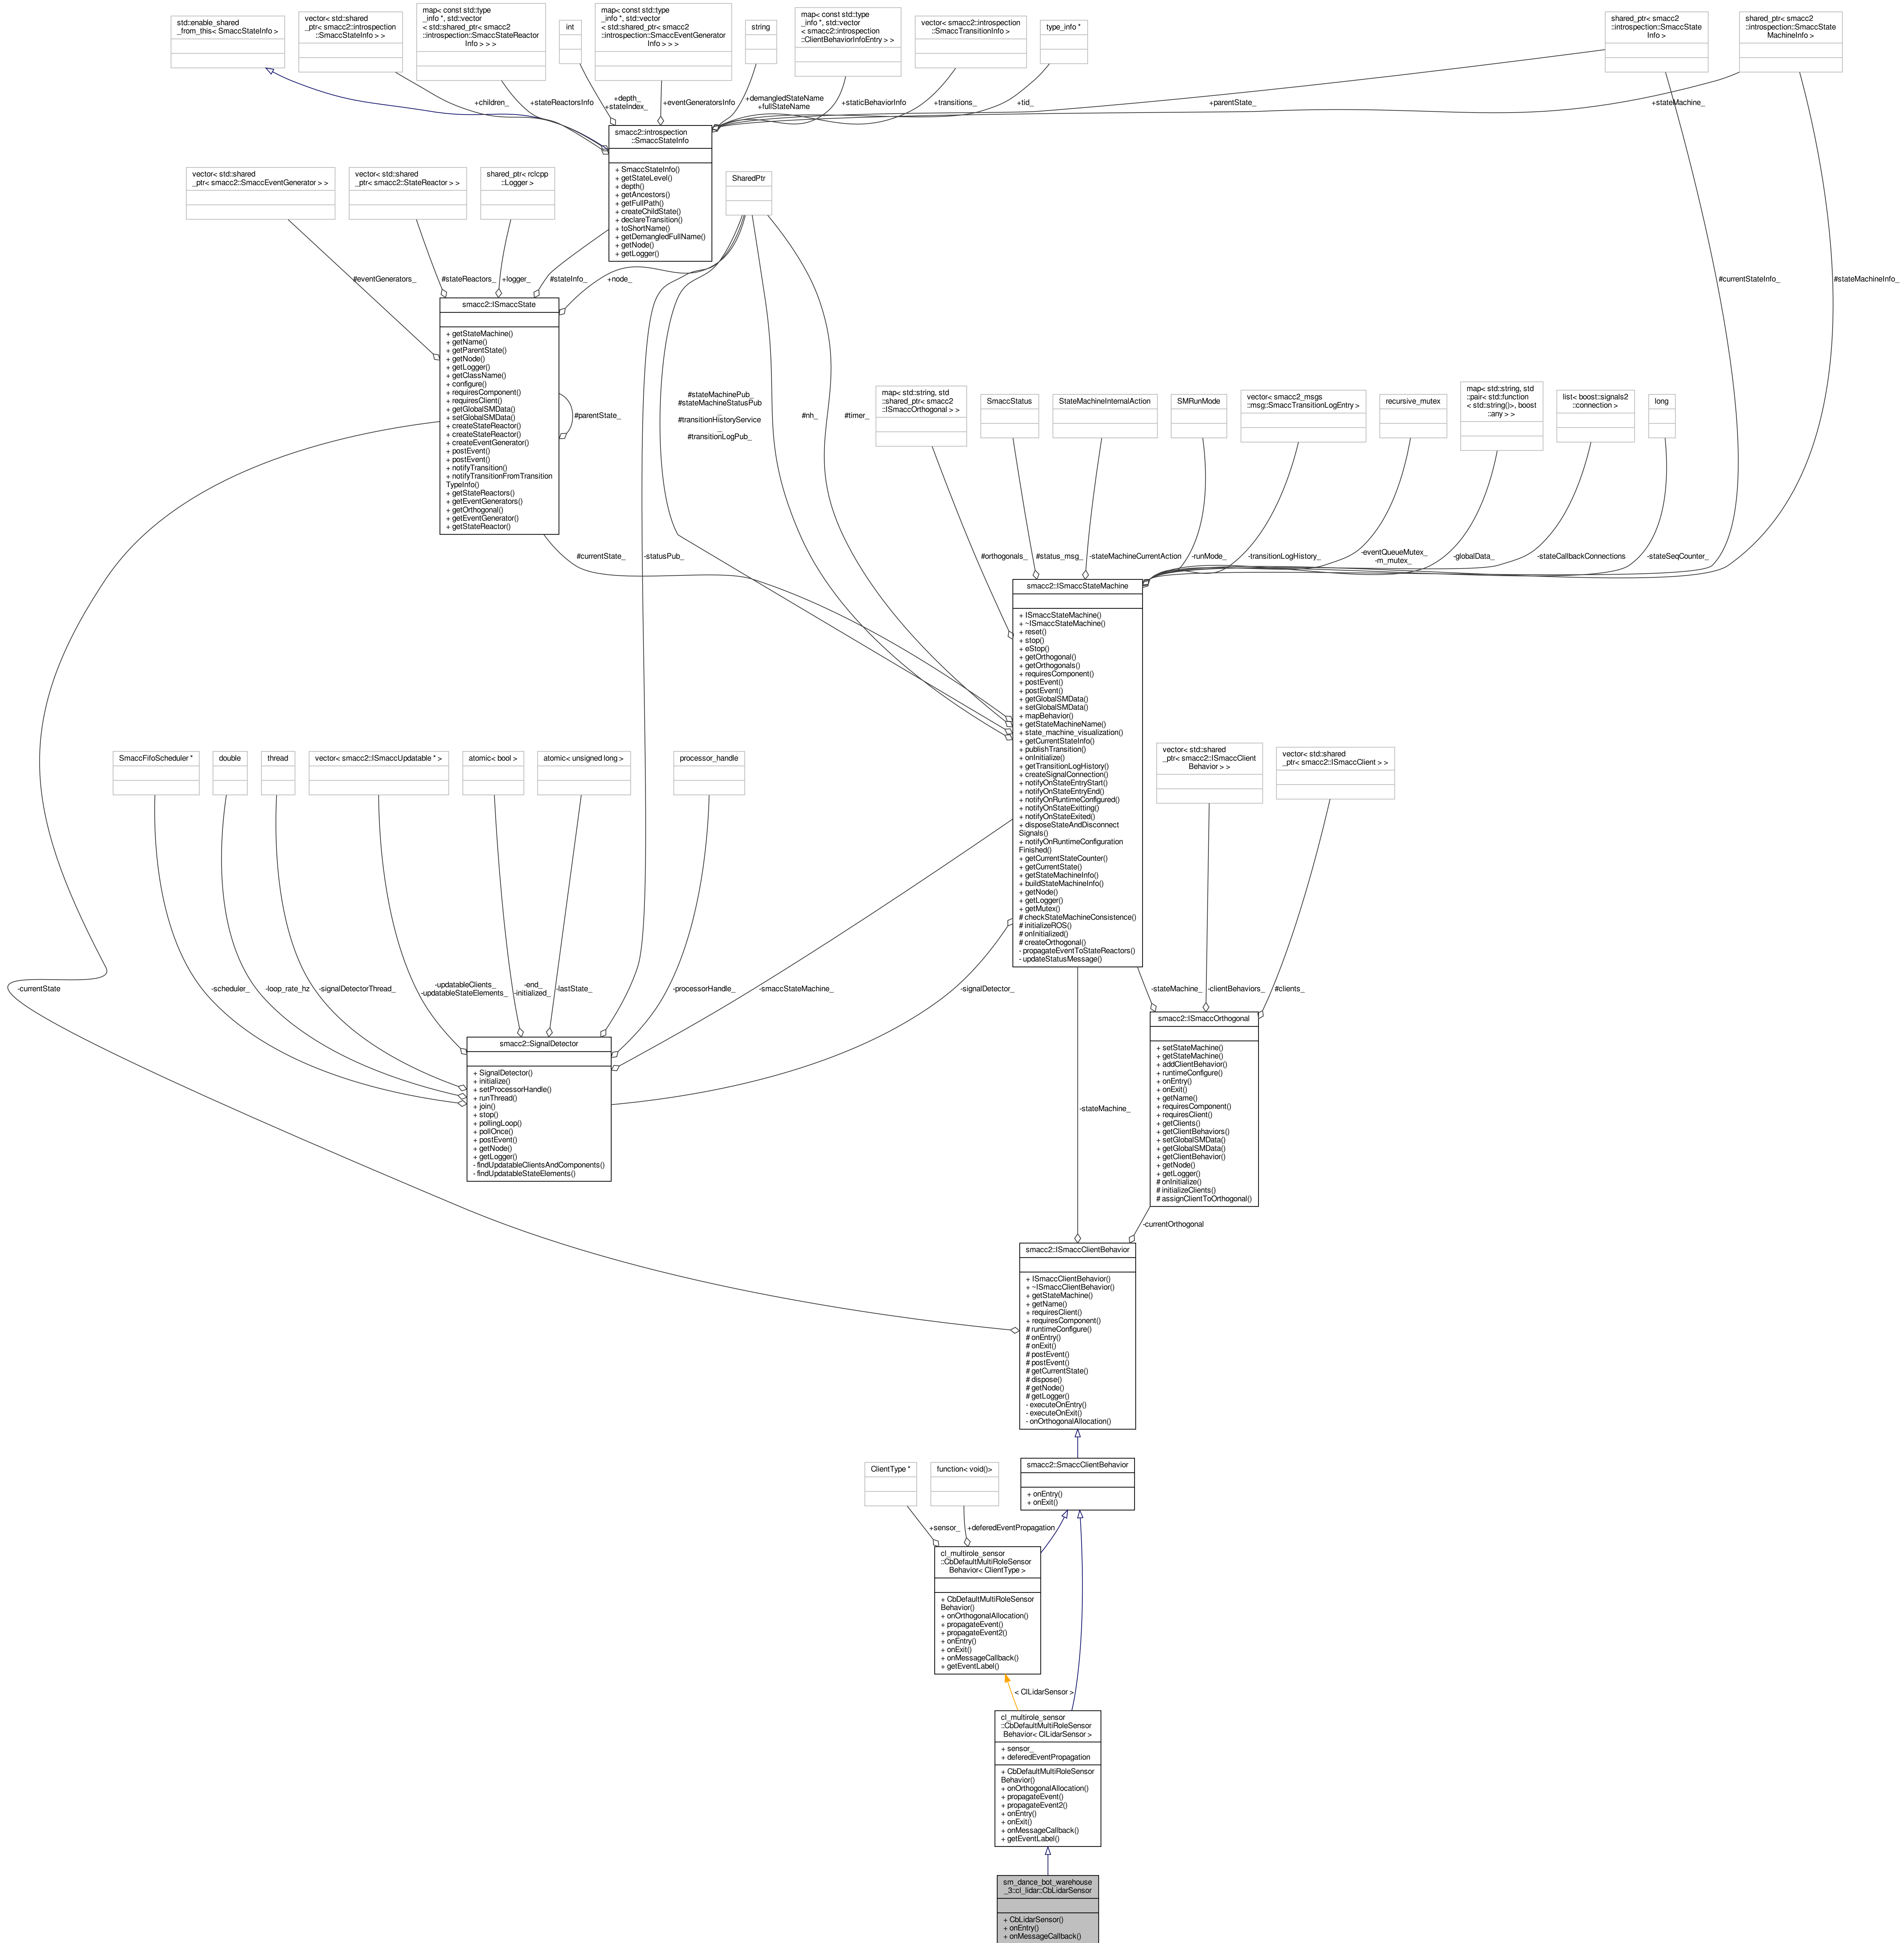 std::enable_shared
_from_this< SmaccStateInfo >
vector< std::shared
_ptr< smacc2::introspection
::SmaccStateInfo > >
map< const std::type
_info *, std::vector
< std::shared_ptr< smacc2
::introspection::SmaccStateReactor
Info > > >
int
map< const std::type
_info *, std::vector
< std::shared_ptr< smacc2
::introspection::SmaccEventGenerator
Info > > >
string
map< const std::type
_info *, std::vector
< smacc2::introspection
::ClientBehaviorInfoEntry > >
vector< smacc2::introspection
::SmaccTransitionInfo >
type_info *
shared_ptr< smacc2
::introspection::SmaccState
Info >
shared_ptr< smacc2
::introspection::SmaccState
MachineInfo >
+children_
+stateReactorsInfo
+depth_
+stateIndex_
+eventGeneratorsInfo
+demangledStateName
+fullStateName
+staticBehaviorInfo
+transitions_
+tid_
+parentState_
+stateMachine_
smacc2::introspection
::SmaccStateInfo
+ SmaccStateInfo()
+ getStateLevel()
+ depth()
+ getAncestors()
+ getFullPath()
+ createChildState()
+ declareTransition()
+ toShortName()
+ getDemangledFullName()
+ getNode()
+ getLogger()
vector< std::shared
_ptr< smacc2::SmaccEventGenerator > >
vector< std::shared
_ptr< smacc2::StateReactor > >
shared_ptr< rclcpp
::Logger >
SharedPtr
#eventGenerators_
#stateReactors_
+logger_
#stateInfo_
+node_
#currentStateInfo_
#stateMachineInfo_
smacc2::ISmaccState
+ getStateMachine()
+ getName()
+ getParentState()
+ getNode()
+ getLogger()
+ getClassName()
+ configure()
+ requiresComponent()
+ requiresClient()
+ getGlobalSMData()
+ setGlobalSMData()
+ createStateReactor()
+ createStateReactor()
+ createEventGenerator()
+ postEvent()
+ postEvent()
+ notifyTransition()
+ notifyTransitionFromTransition
TypeInfo()
+ getStateReactors()
+ getEventGenerators()
+ getOrthogonal()
+ getEventGenerator()
+ getStateReactor()
#parentState_
#stateMachinePub_
#stateMachineStatusPub
_
#transitionHistoryService
_
#transitionLogPub_
#nh_
#timer_
map< std::string, std
::shared_ptr< smacc2
::ISmaccOrthogonal > >
SmaccStatus
StateMachineInternalAction
SMRunMode
vector< smacc2_msgs
::msg::SmaccTransitionLogEntry >
recursive_mutex
map< std::string, std
::pair< std::function
< std::string()>, boost
::any > >
list< boost::signals2
::connection >
long
#currentState_
-statusPub_
#orthogonals_
#status_msg_
-stateMachineCurrentAction
-runMode_
-transitionLogHistory_
-eventQueueMutex_
-m_mutex_
-globalData_
-stateCallbackConnections
-stateSeqCounter_
smacc2::ISmaccStateMachine
+ ISmaccStateMachine()
+ ~ISmaccStateMachine()
+ reset()
+ stop()
+ eStop()
+ getOrthogonal()
+ getOrthogonals()
+ requiresComponent()
+ postEvent()
+ postEvent()
+ getGlobalSMData()
+ setGlobalSMData()
+ mapBehavior()
+ getStateMachineName()
+ state_machine_visualization()
+ getCurrentStateInfo()
+ publishTransition()
+ onInitialize()
+ getTransitionLogHistory()
+ createSignalConnection()
+ notifyOnStateEntryStart()
+ notifyOnStateEntryEnd()
+ notifyOnRuntimeConfigured()
+ notifyOnStateExitting()
+ notifyOnStateExited()
+ disposeStateAndDisconnect
Signals()
+ notifyOnRuntimeConfiguration
Finished()
+ getCurrentStateCounter()
+ getCurrentState()
+ getStateMachineInfo()
+ buildStateMachineInfo()
+ getNode()
+ getLogger()
+ getMutex()
# checkStateMachineConsistence()
# initializeROS()
# onInitialized()
# createOrthogonal()
- propagateEventToStateReactors()
- updateStatusMessage()
SmaccFifoScheduler *
double
thread
vector< smacc2::ISmaccUpdatable * >
atomic< bool >
atomic< unsigned long >
processor_handle
vector< std::shared
_ptr< smacc2::ISmaccClient
Behavior > >
vector< std::shared
_ptr< smacc2::ISmaccClient > >
-currentState
-scheduler_
-loop_rate_hz
-signalDetectorThread_
-updatableClients_
-updatableStateElements_
-end_
-initialized_
-lastState_
-processorHandle_
-smaccStateMachine_
-signalDetector_
-stateMachine_
-clientBehaviors_
#clients_
smacc2::SignalDetector
+ SignalDetector()
+ initialize()
+ setProcessorHandle()
+ runThread()
+ join()
+ stop()
+ pollingLoop()
+ pollOnce()
+ postEvent()
+ getNode()
+ getLogger()
- findUpdatableClientsAndComponents()
- findUpdatableStateElements()
smacc2::ISmaccOrthogonal
+ setStateMachine()
+ getStateMachine()
+ addClientBehavior()
+ runtimeConfigure()
+ onEntry()
+ onExit()
+ getName()
+ requiresComponent()
+ requiresClient()
+ getClients()
+ getClientBehaviors()
+ setGlobalSMData()
+ getGlobalSMData()
+ getClientBehavior()
+ getNode()
+ getLogger()
# onInitialize()
# initializeClients()
# assignClientToOrthogonal()
-stateMachine_
-currentOrthogonal
smacc2::ISmaccClientBehavior
+ ISmaccClientBehavior()
+ ~ISmaccClientBehavior()
+ getStateMachine()
+ getName()
+ requiresClient()
+ requiresComponent()
# runtimeConfigure()
# onEntry()
# onExit()
# postEvent()
# postEvent()
# getCurrentState()
# dispose()
# getNode()
# getLogger()
- executeOnEntry()
- executeOnExit()
- onOrthogonalAllocation()
ClientType *
function< void()>
smacc2::SmaccClientBehavior
+ onEntry()
+ onExit()
+sensor_
+deferedEventPropagation
cl_multirole_sensor
::CbDefaultMultiRoleSensor
Behavior< ClientType >
+ CbDefaultMultiRoleSensor
Behavior()
+ onOrthogonalAllocation()
+ propagateEvent()
+ propagateEvent2()
+ onEntry()
+ onExit()
+ onMessageCallback()
+ getEventLabel()
< ClLidarSensor >
cl_multirole_sensor
::CbDefaultMultiRoleSensor
Behavior< ClLidarSensor >
+ sensor_
+ deferedEventPropagation
+ CbDefaultMultiRoleSensor
Behavior()
+ onOrthogonalAllocation()
+ propagateEvent()
+ propagateEvent2()
+ onEntry()
+ onExit()
+ onMessageCallback()
+ getEventLabel()
sm_dance_bot_warehouse
_3::cl_lidar::CbLidarSensor
+ CbLidarSensor()
+ onEntry()
+ onMessageCallback()